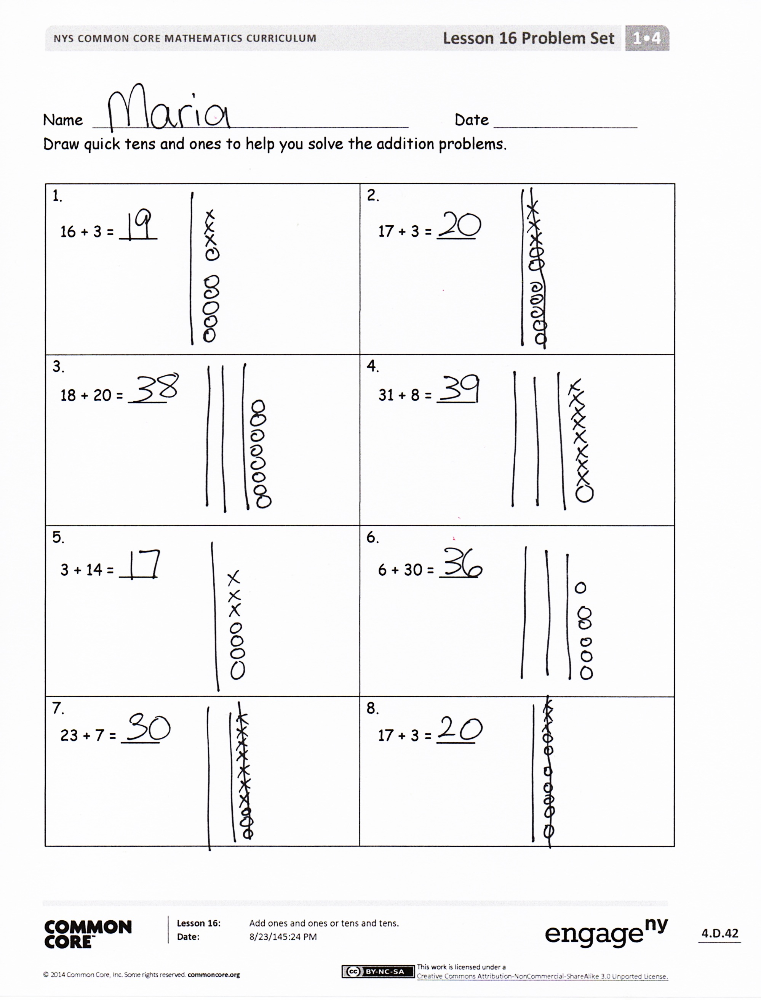 NYS COMMON CORE MATHEMATICS CURRICULUM Lesson 16 Problem Set 1•4
Name Maria Date
Draw quick tens and ones to help you solve the addition problems.
1.
16 + 3 = 19
2.
17 + 3 = 20
3.
18 + 20 = 38
4.
31 + 8 = 39
5.
3 + 14 = 17
6.
6 + 30 = 36
7.
23 + 7 = 30
8.
17 + 3 = 20
COMMON CORE™
Lesson 16: Add ones and ones or tens and tens.
Date: 8/23/145:24 PM
engage ny
4.D.42
© 2014 Common Core, Inc. Some rights reserved. commoncore.org
cc BY-NC-SA
This work is licensed under a
Creative Commons Attribution-NonCommercial-ShareAlike 3.0 Unported License.